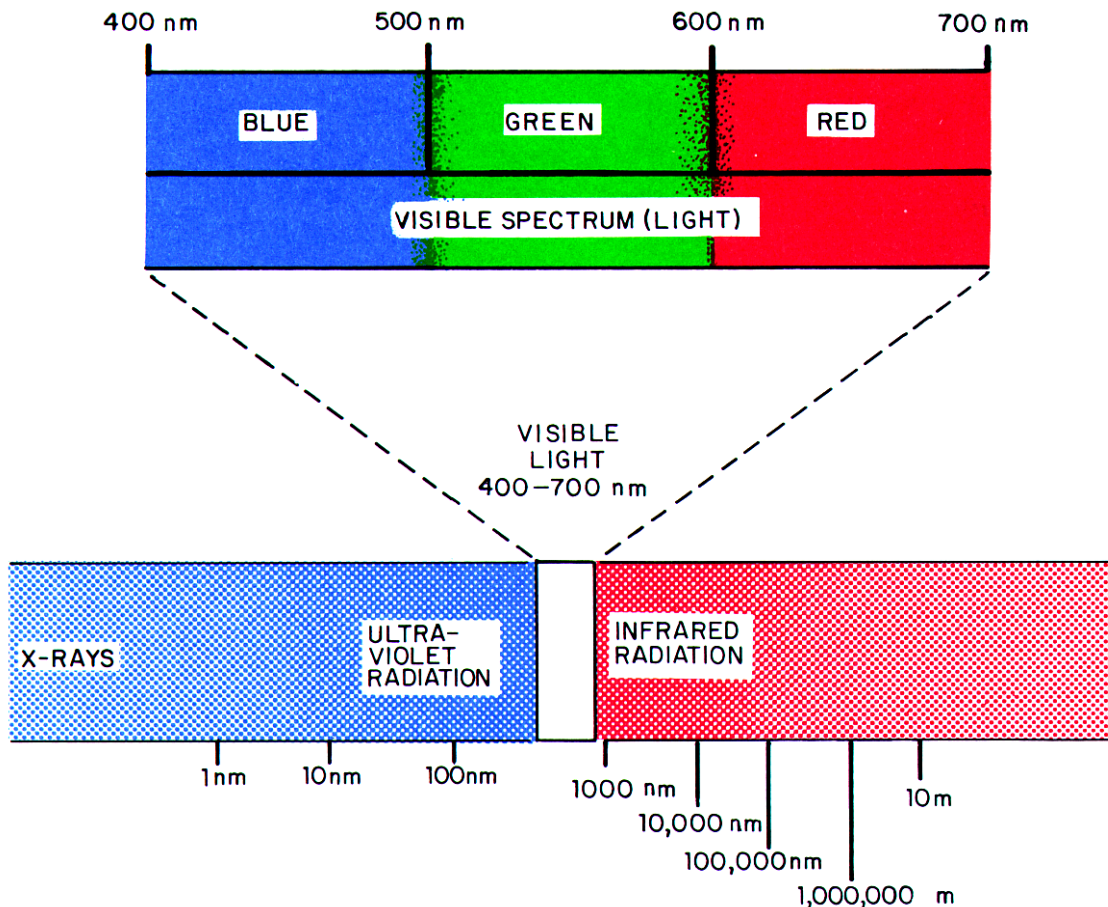 400 nm 500 nm 600 nm 700 nm
BLUE GREEN RED
VISIBLE SPECTRUM (LIGHT)
VISIBLE
LIGHT
400–700 nm
X-RAYS
ULTRA-
VIOLET
RADIATION
INFRARED
RADIATION
1nm 10nm 100nm 1000 nm 10m
10,000 nm
100,000nm
1,000,000 m